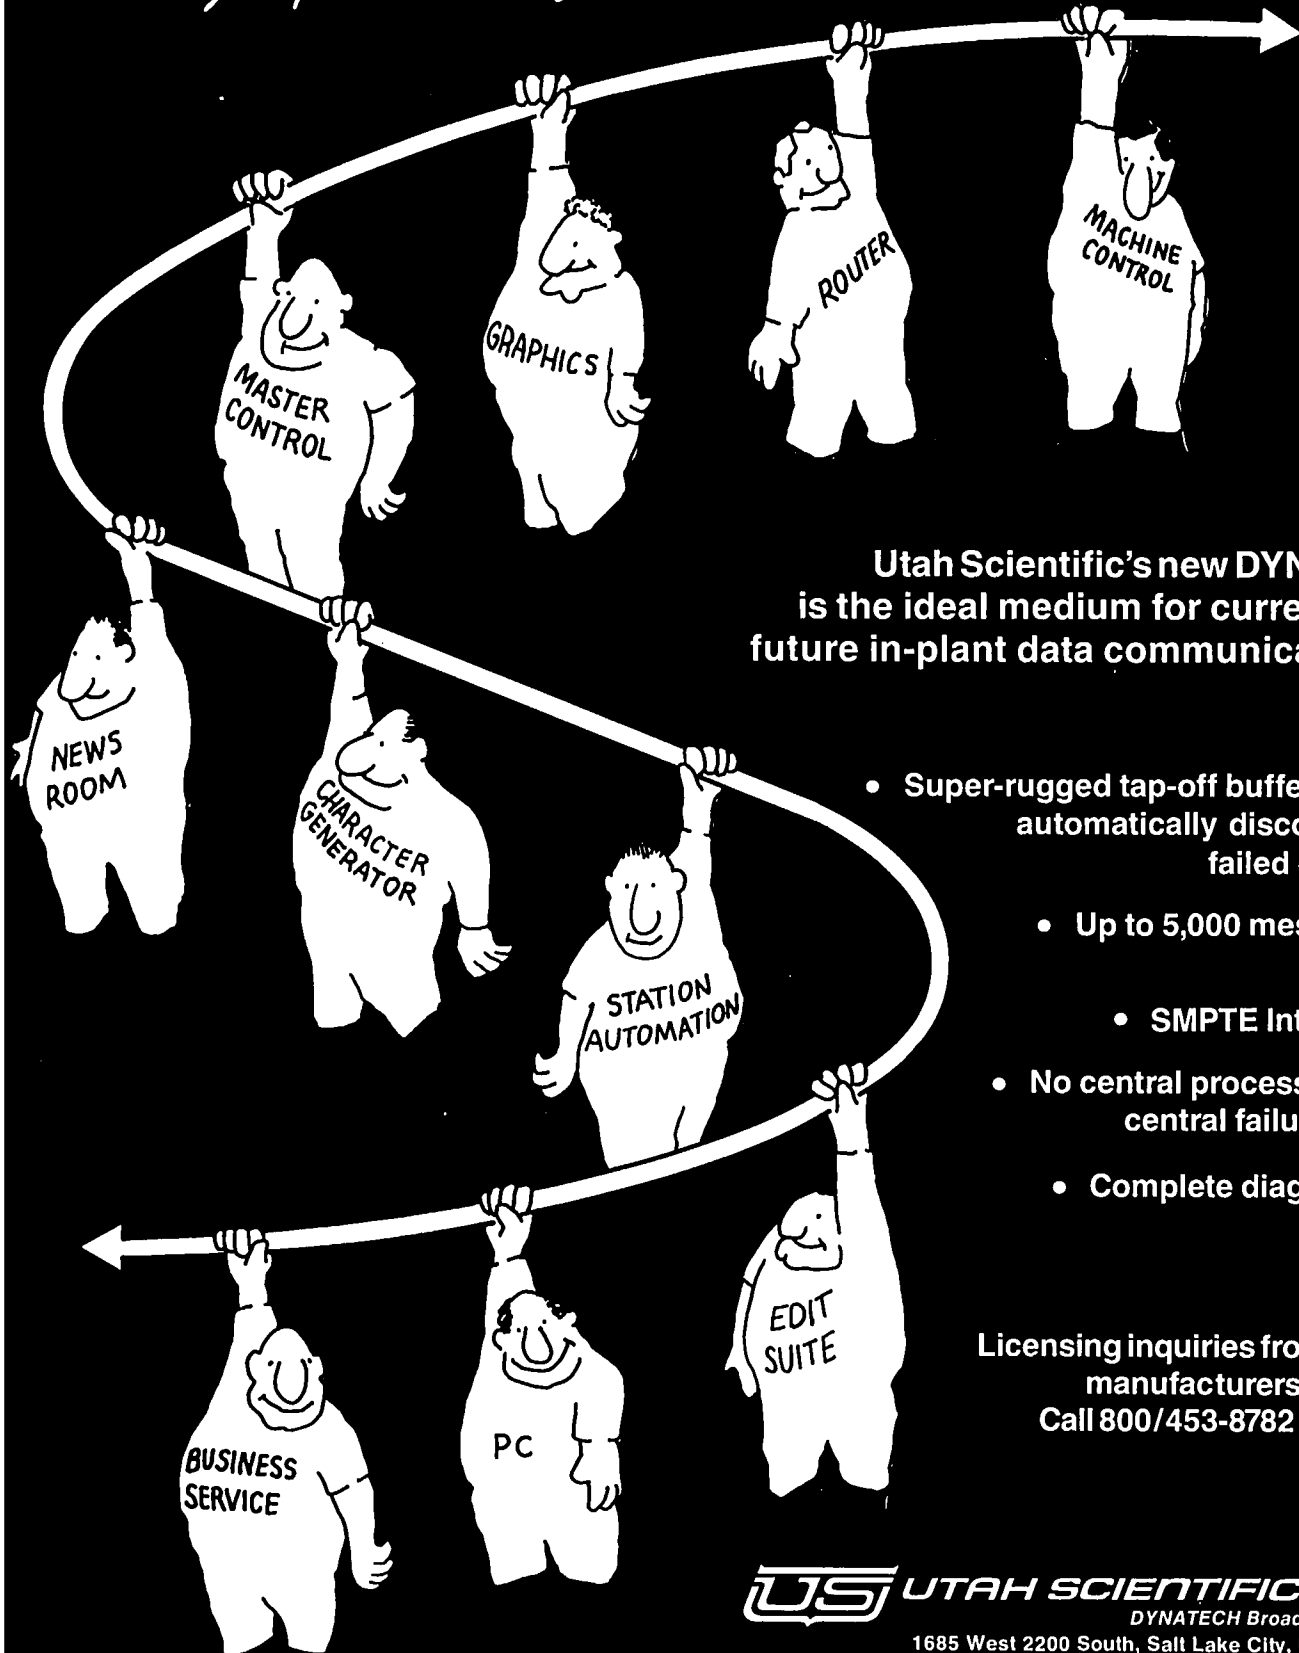 ROUTER
MACHINE
CONTROL
GRAPHICS
MASTER
CONTROL
Utah Scientific's new DYN
is the ideal medium for curre
future in-plant data communica
NEWS
ROOM
CHARACTER
GENERATOR
• Super-rugged tap-off buffe
automatically disco
failed
• Up to 5,000 mes
STATION
AUTOMATION
• SMPTE Int
• No central process
central failu
• Complete diag
EDIT
SUITE
Licensing inquiries fro
manufacturers
Call 800/453-8782
PC
BUSINESS
SERVICE
US UTAH SCIENTIFIC
DYNATECH Broad
1685 West 2200 South, Salt Lake City,